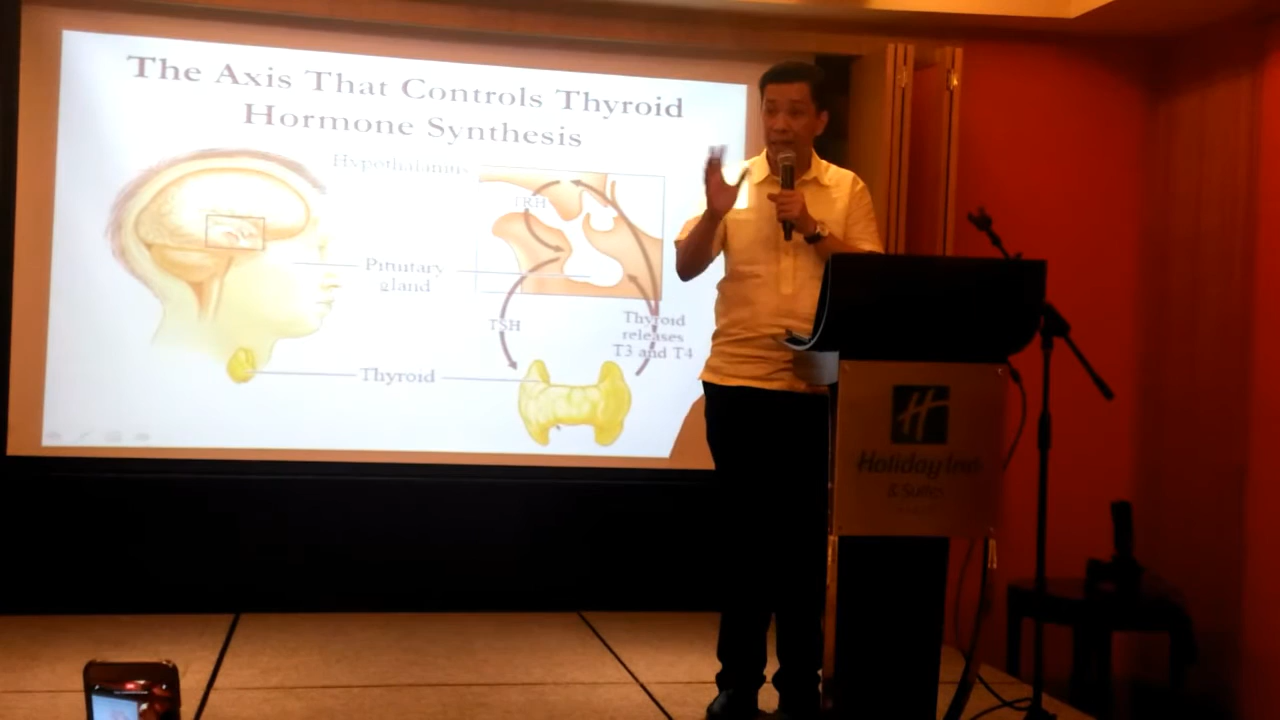 The Axis That Controls Thyroid
Hormone Synthesis
Hypothalamus
TRH
Pituitary
gland
TSH
Thyroid
releases
T3 and T4
Thyroid
H
Holiday Inn
& Suites